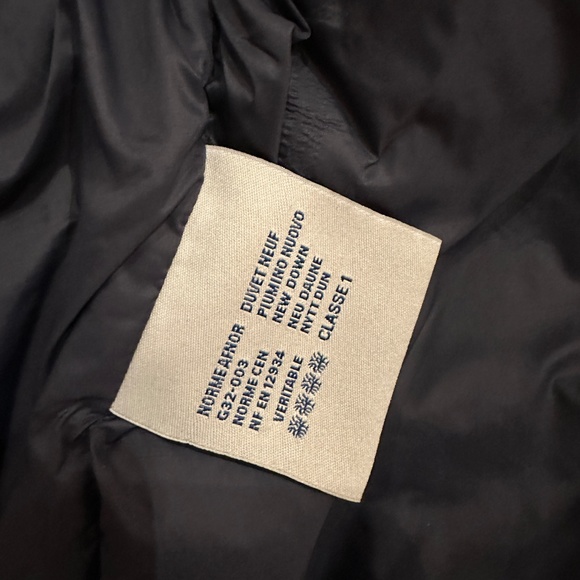 NORME AFNOR
G32-003
NORME CEN
NF EN 12934
VERITABLE
DUVET NEUF
PIUMINO NUOVO
NEW DOWN
NEU DAUNE
NYTT DUN
CLASSE 1